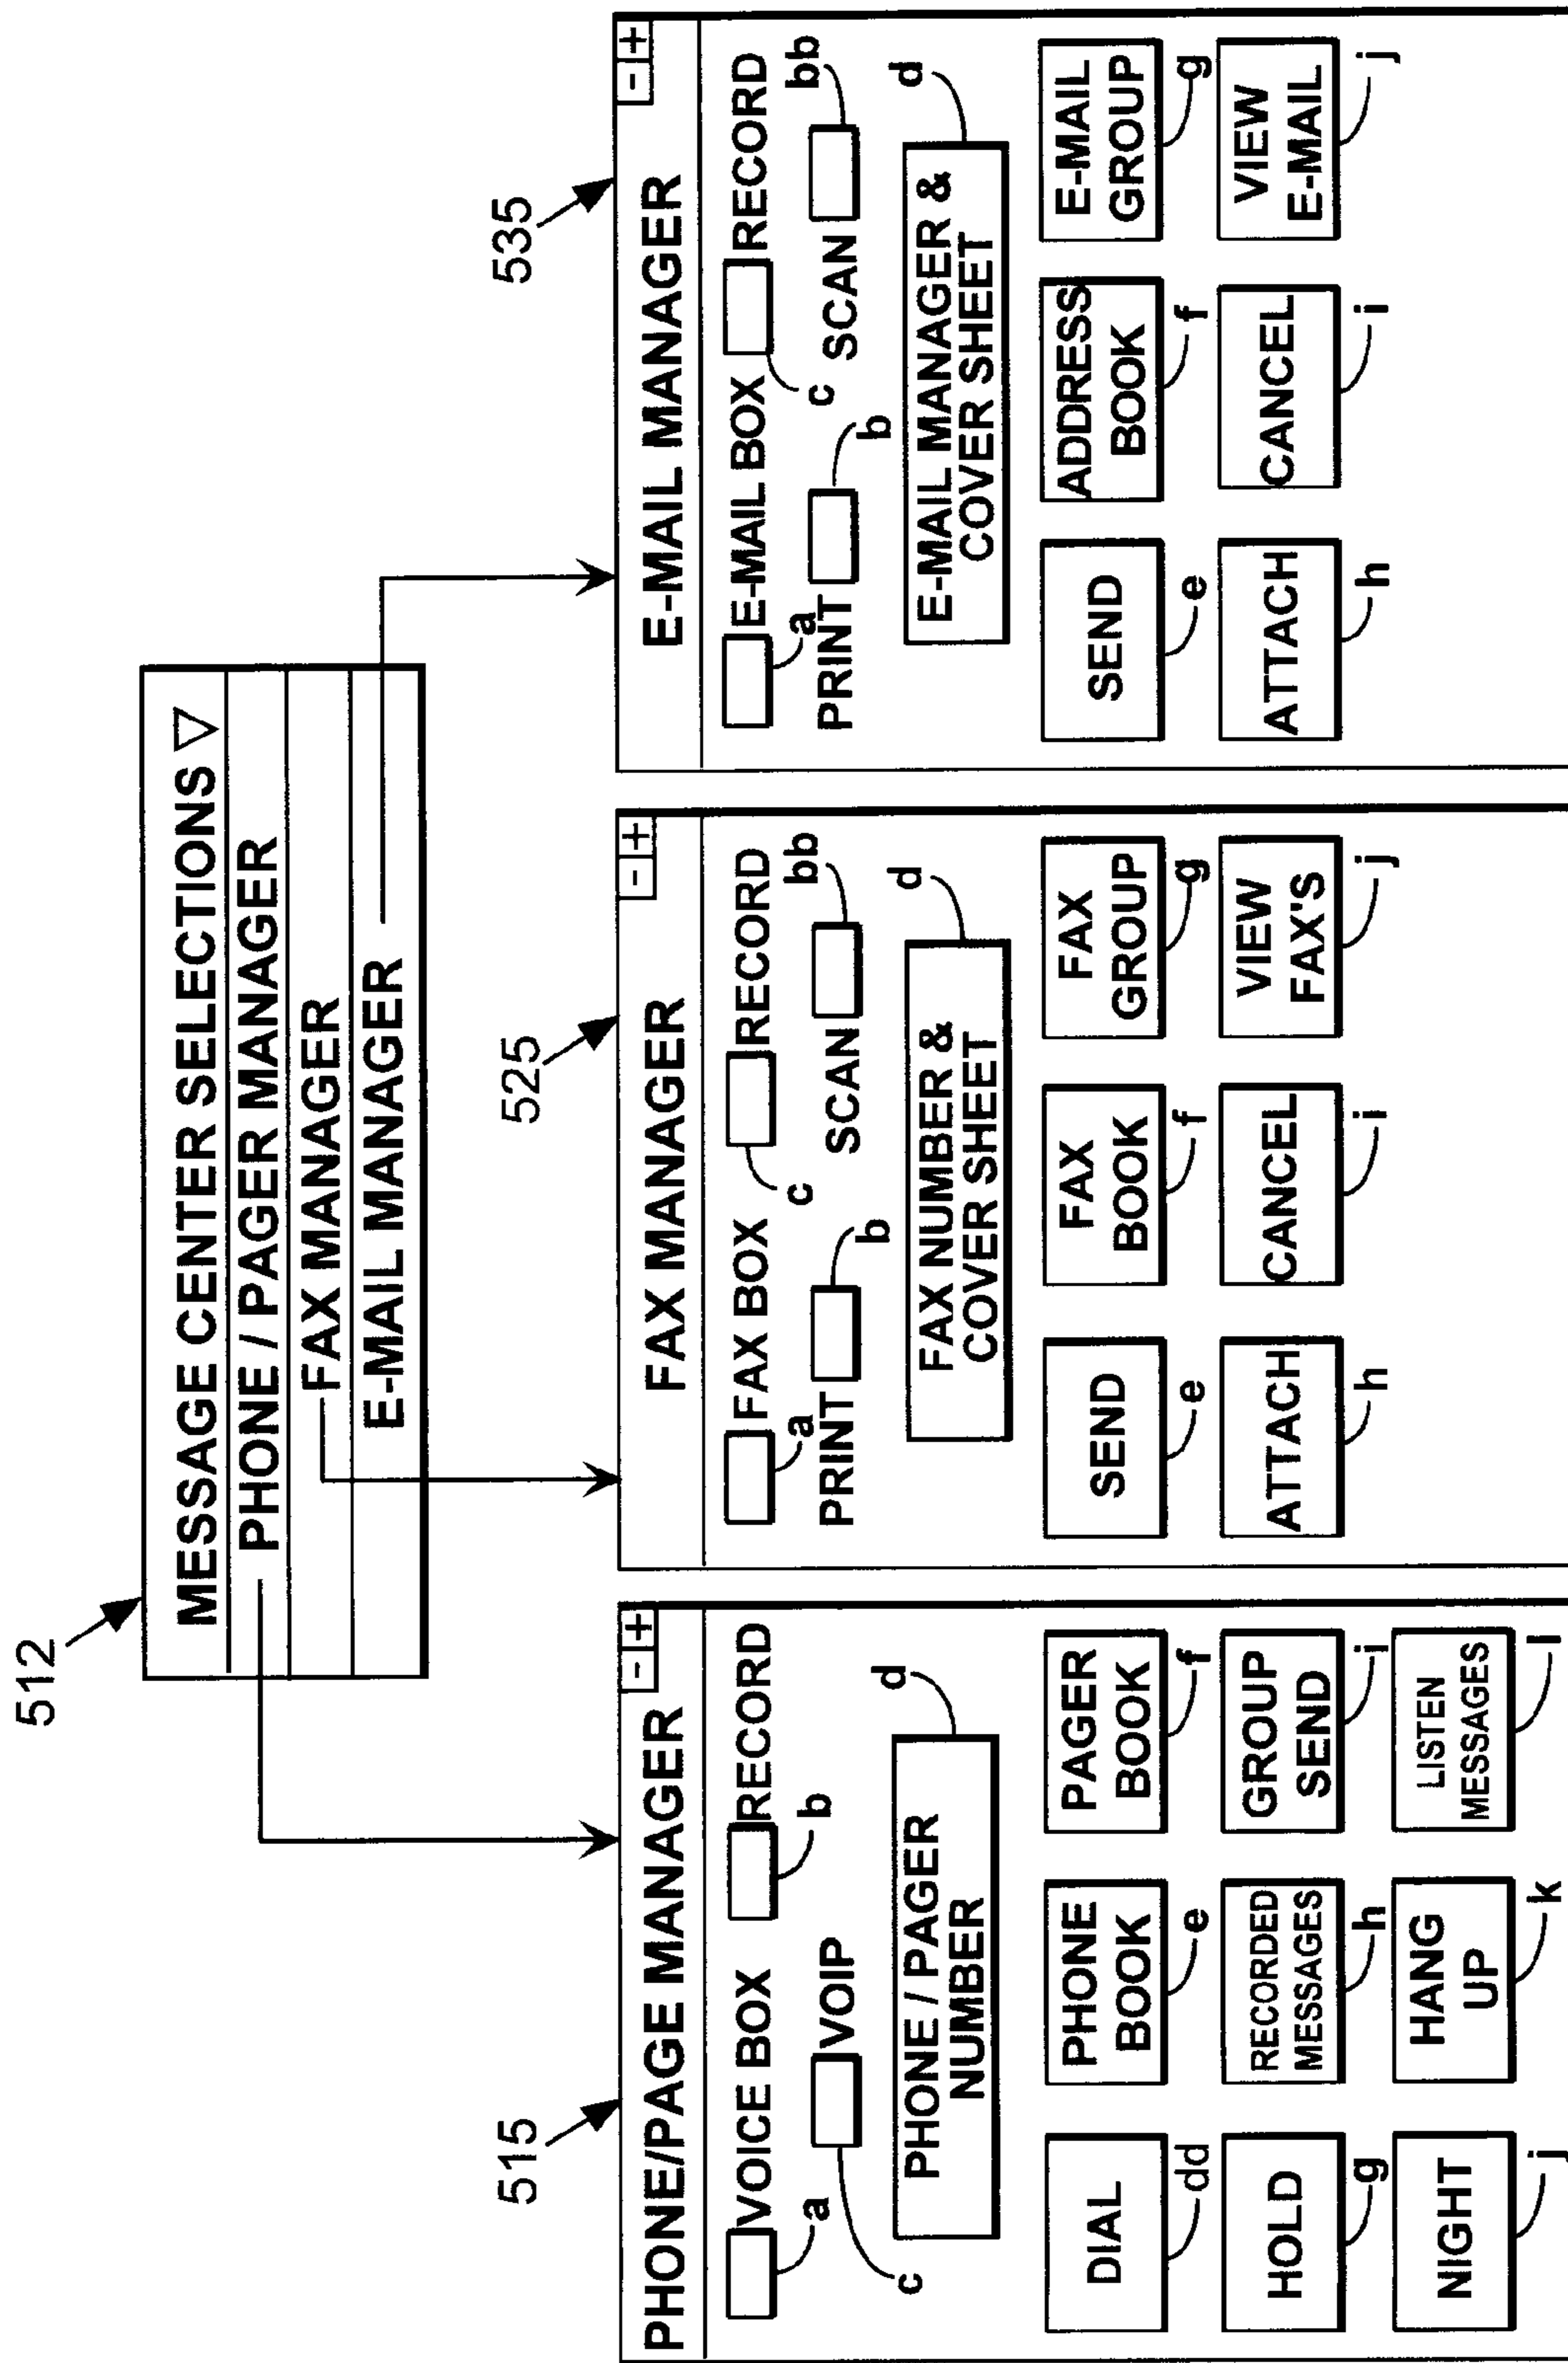 512
MESSAGE CENTER SELECTIONS
PHONE / PAGER MANAGER
FAX MANAGER
E-MAIL MANAGER
515
PHONE/PAGE MANAGER
- +
VOICE BOX
RECORD
a
b
VOIP
c
PHONE / PAGER
NUMBER
d
DIAL
dd
PHONE
BOOK
e
PAGER
BOOK
f
HOLD
g
RECORDED
MESSAGES
h
GROUP
SEND
i
NIGHT
j
HANG
UP
k
LISTEN
MESSAGES
l
525
FAX MANAGER
- +
FAX BOX
RECORD
a
c
PRINT
b
SCAN
bb
FAX NUMBER &
COVER SHEET
d
SEND
e
FAX
BOOK
f
FAX
GROUP
g
ATTACH
h
CANCEL
i
VIEW
FAX'S
j
535
E-MAIL MANAGER
- +
E-MAIL BOX
RECORD
a
c
PRINT
b
SCAN
bb
E-MAIL MANAGER &
COVER SHEET
d
SEND
e
ADDRESS
BOOK
f
E-MAIL
GROUP
g
ATTACH
h
CANCEL
i
VIEW
E-MAIL
j